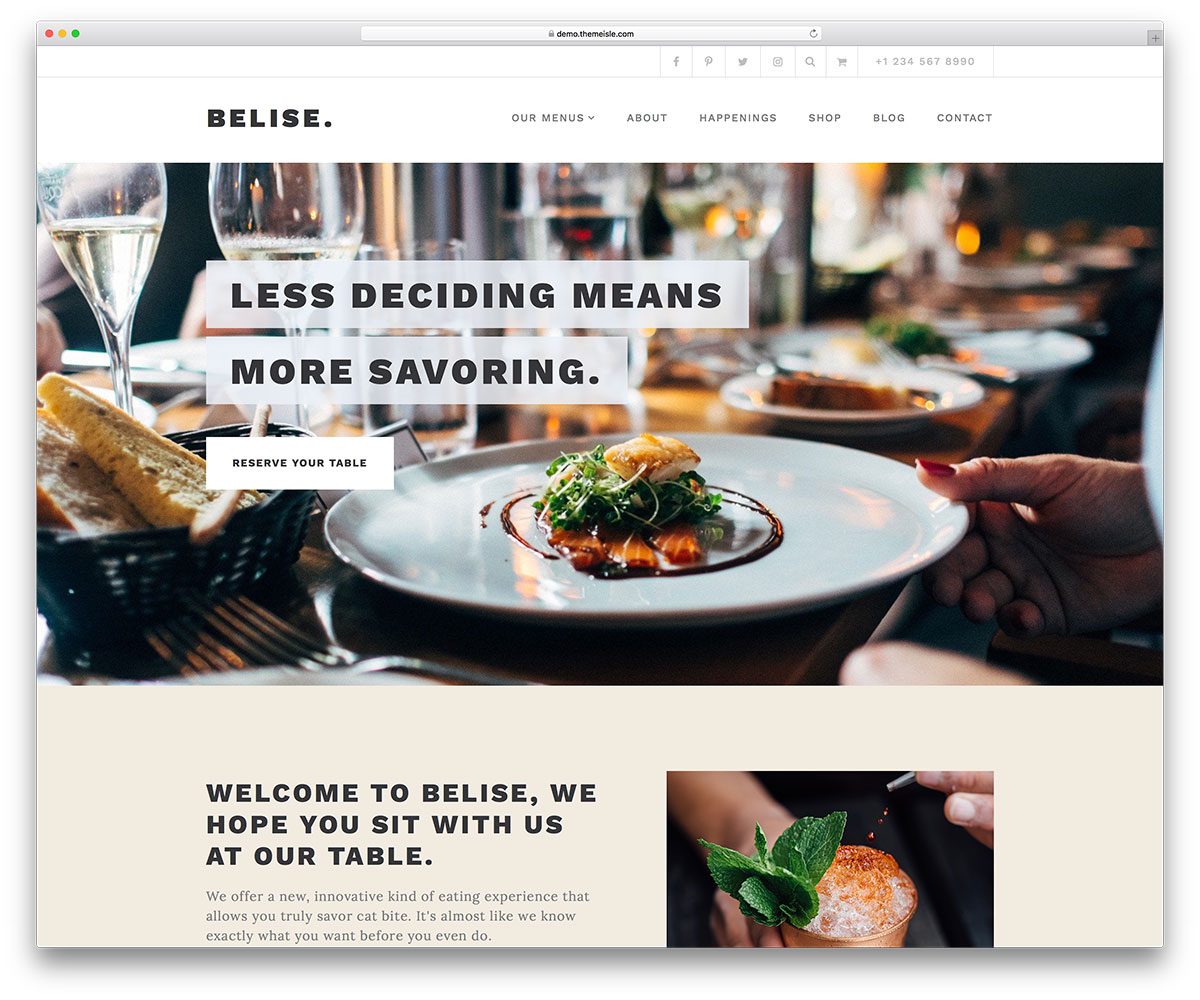 demo.themeisle.com
+1 234 567 8990
BELISE.
OUR MENUS
ABOUT
HAPPENINGS
SHOP
BLOG
CONTACT
LESS DECIDING MEANS
MORE SAVORING.
RESERVE YOUR TABLE
WELCOME TO BELISE, WE
HOPE YOU SIT WITH US
AT OUR TABLE.
We offer a new, innovative kind of eating experience that
allows you truly savor cat bite. It's almost like we know
exactly what you want before you even do.